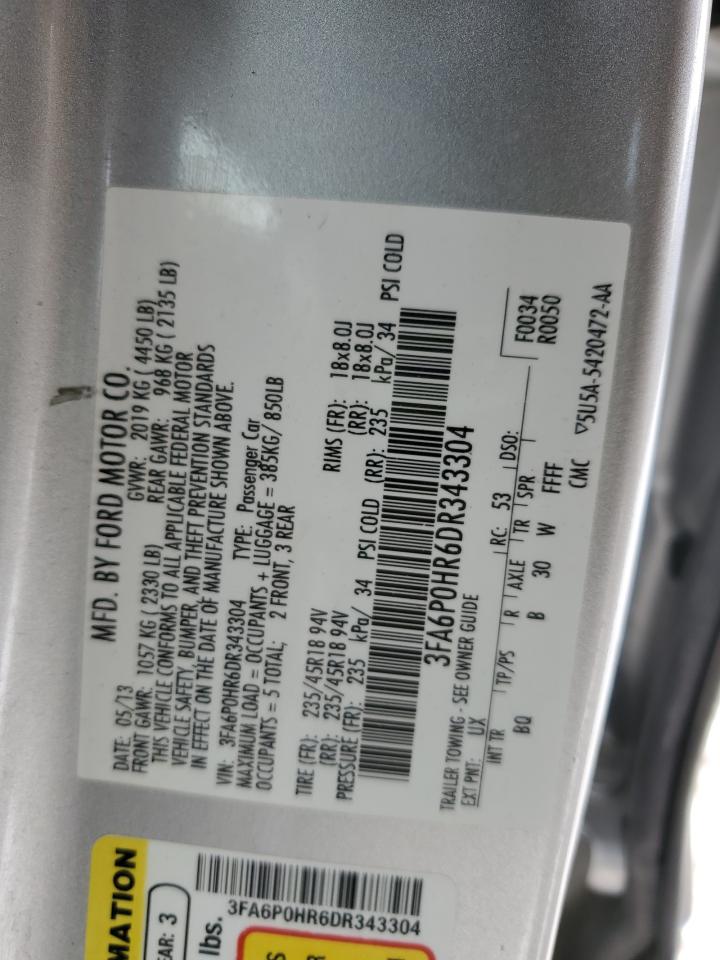 MFD. BY FORD MOTOR CO.
DATE: 05/13 GVWR: 2019 KG ( 4450 LB)
FRONT GAWR: 1057 KG ( 2330 LB) REAR GAWR: 968 KG ( 2135 LB)
THIS VEHICLE CONFORMS TO ALL APPLICABLE FEDERAL MOTOR
VEHICLE SAFETY, BUMPER, AND THEFT PREVENTION STANDARDS
IN EFFECT ON THE DATE OF MANUFACTURE SHOWN ABOVE.
VIN: 3FA6P0HR6DR343304 TYPE: Passenger Car
MAXIMUM LOAD = OCCUPANTS + LUGGAGE = 385KG/ 850LB
OCCUPANTS = 5 TOTAL: 2 FRONT, 3 REAR
TIRE (FR): 235/45R18 94V RIMS (FR): 18x8.0J
(RR): 235/45R18 94V (RR): 18x8.0J
PRESSURE (FR): 235 kPa/ 34 PSI COLD (RR): 235 kPa/ 34 PSI COLD
3FA6P0HR6DR343304
TRAILER TOWING - SEE OWNER GUIDE
EXT PNT: UX RC: 53 DSO: F0034
R0050
INT TR TP/PS R AXLE TR SPR
BQ B 30 W FFFF
CMC ▽5U5A-5420472-AA
MATION
EAR: 3
lbs.
3FA6P0HR6DR343304